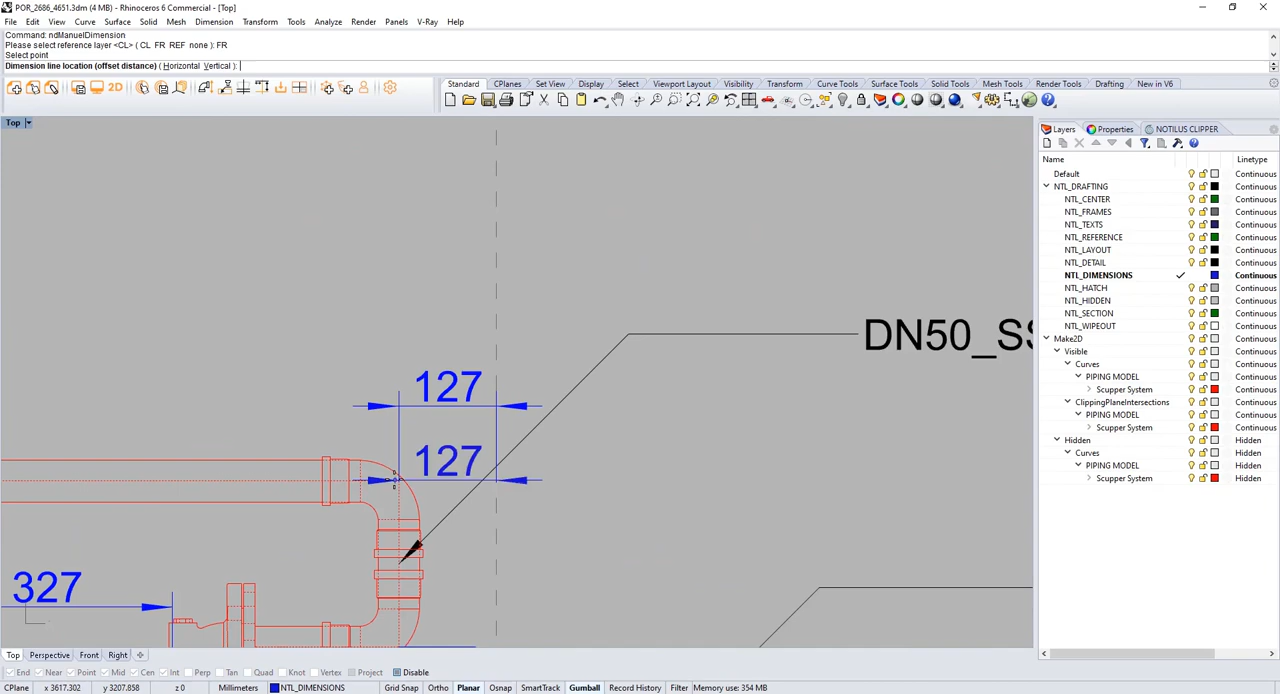 POR_2686_4651.3dm (4 MB) - Rhinoceros 6 Commercial - [Top]
File Edit View Curve Surface Solid Mesh Dimension Transform Tools Analyze Render Panels V-Ray Help
Command: ndManuelDimension
Please select reference layer <CL> ( CL FR REF none ): FR
Select point
Dimension line location (offset distance) ( Horizontal Vertical ):
2D
Standard CPlanes Set View Display Select Viewport Layout Visibility Transform Curve Tools Surface Tools Solid Tools Mesh Tools Render Tools Drafting New in V6
Top
Layers Properties NOTILUS CLIPPER
Name Linetype
Default Continuous
NTL_DRAFTING Continuous
NTL_CENTER Continuous
NTL_FRAMES Continuous
NTL_TEXTS Continuous
NTL_REFERENCE Continuous
NTL_LAYOUT Continuous
NTL_DETAIL Continuous
NTL_DIMENSIONS Continuous
NTL_HATCH Continuous
NTL_HIDDEN Continuous
NTL_SECTION Continuous
NTL_WIPEOUT Continuous
Make2D Continuous
Visible Continuous
Curves Continuous
PIPING MODEL Continuous
Scupper System Continuous
ClippingPlaneIntersections Continuous
PIPING MODEL Continuous
Scupper System Continuous
Hidden Hidden
Curves Hidden
PIPING MODEL Hidden
Scupper System Hidden
DN50_SS
127
127
327
Top Perspective Front Right
End Near Point Mid Cen Int Perp Tan Quad Knot Vertex Project Disable
CPlane x 3617.302 y 3207.858 z 0 Millimeters NTL_DIMENSIONS Grid Snap Ortho Planar Osnap SmartTrack Gumball Record History Filter Memory use: 354 MB